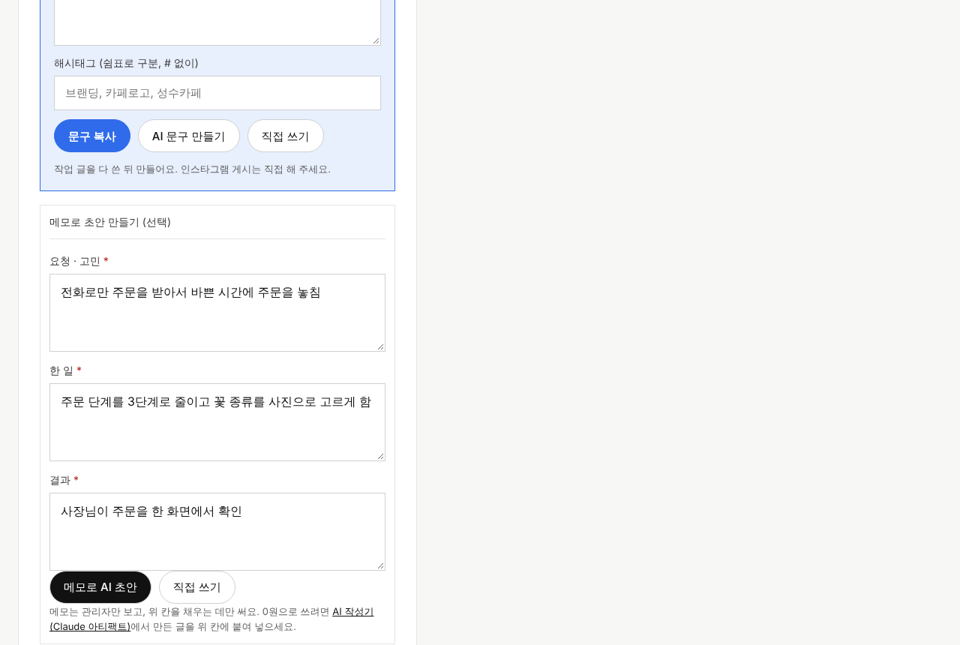 해시태그 (쉼표로 구분, # 없이)
브랜딩, 카페로고, 성수카페
문구 복사
AI 문구 만들기
직접 쓰기
작업 글을 다 쓴 뒤 만들어요. 인스타그램 게시는 직접 해 주세요.
메모로 초안 만들기 (선택)
요청 · 고민 *
전화로만 주문을 받아서 바쁜 시간에 주문을 놓침
한 일 *
주문 단계를 3단계로 줄이고 꽃 종류를 사진으로 고르게 함
결과 *
사장님이 주문을 한 화면에서 확인
메모로 AI 초안
직접 쓰기
메모는 관리자만 보고, 위 칸을 채우는 데만 써요. 0원으로 쓰려면 AI 작성기
(Claude 아티팩트)에서 만든 글을 위 칸에 붙여 넣으세요.